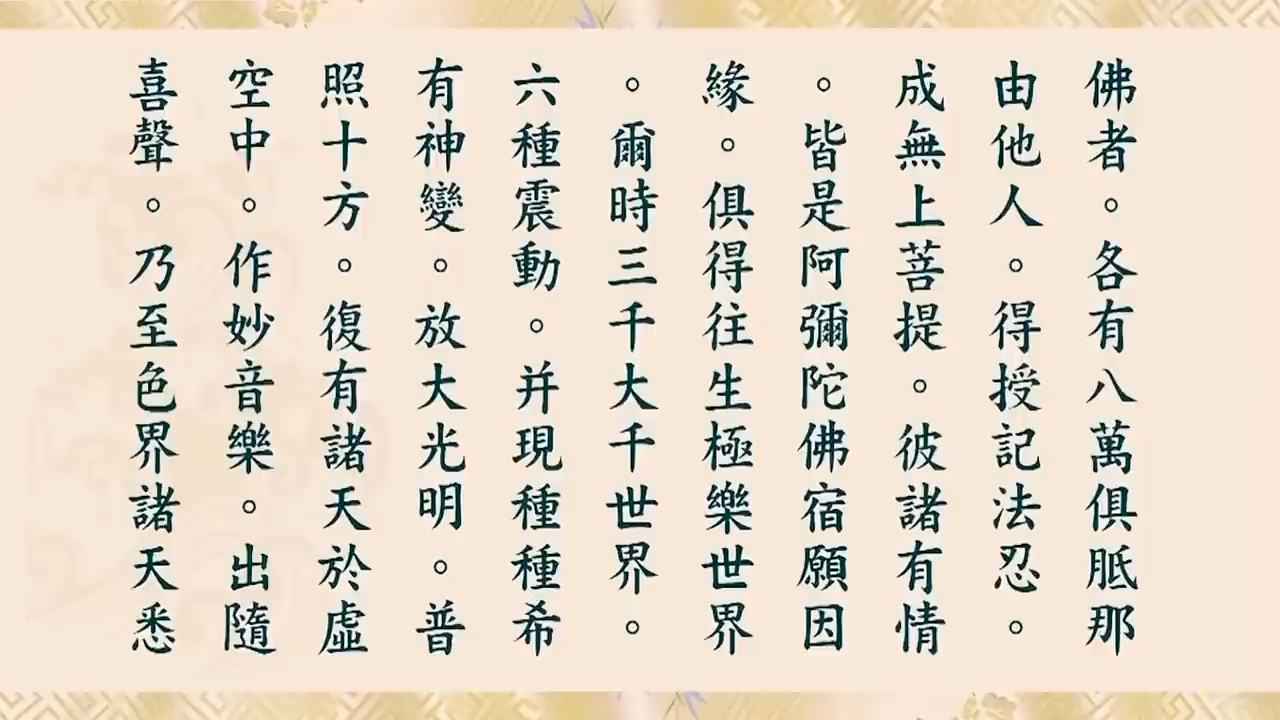 佛者。各有八萬俱胝那
由他人。得授記法忍。
成無上菩提。彼諸有情
。皆是阿彌陀佛宿願因
緣。俱得往生極樂世界
。爾時三千大千世界。
六種震動。并現種種希
有神變。放大光明。普
照十方。復有諸天於虛
空中。作妙音樂。出隨
喜聲。乃至色界諸天悉